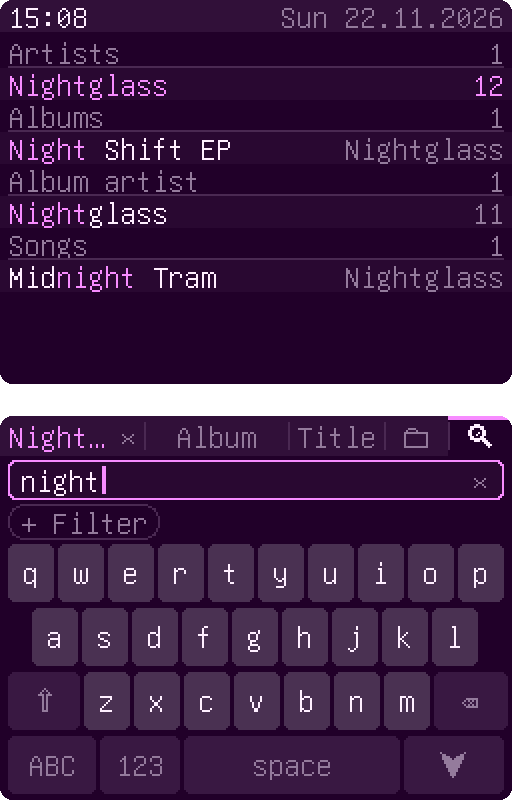 15:08 Sun 22.11.2026
Artists 1
Nightglass 12
Albums 1
Night Shift EP Nightglass
Album artist 1
Nightglass 11
Songs 1
Midnight Tram Nightglass
Night… × Album Title
night ×
+ Filter
q w e r t y u i o p
a s d f g h j k l
⇧ z x c v b n m ⌫
ABC 123 space